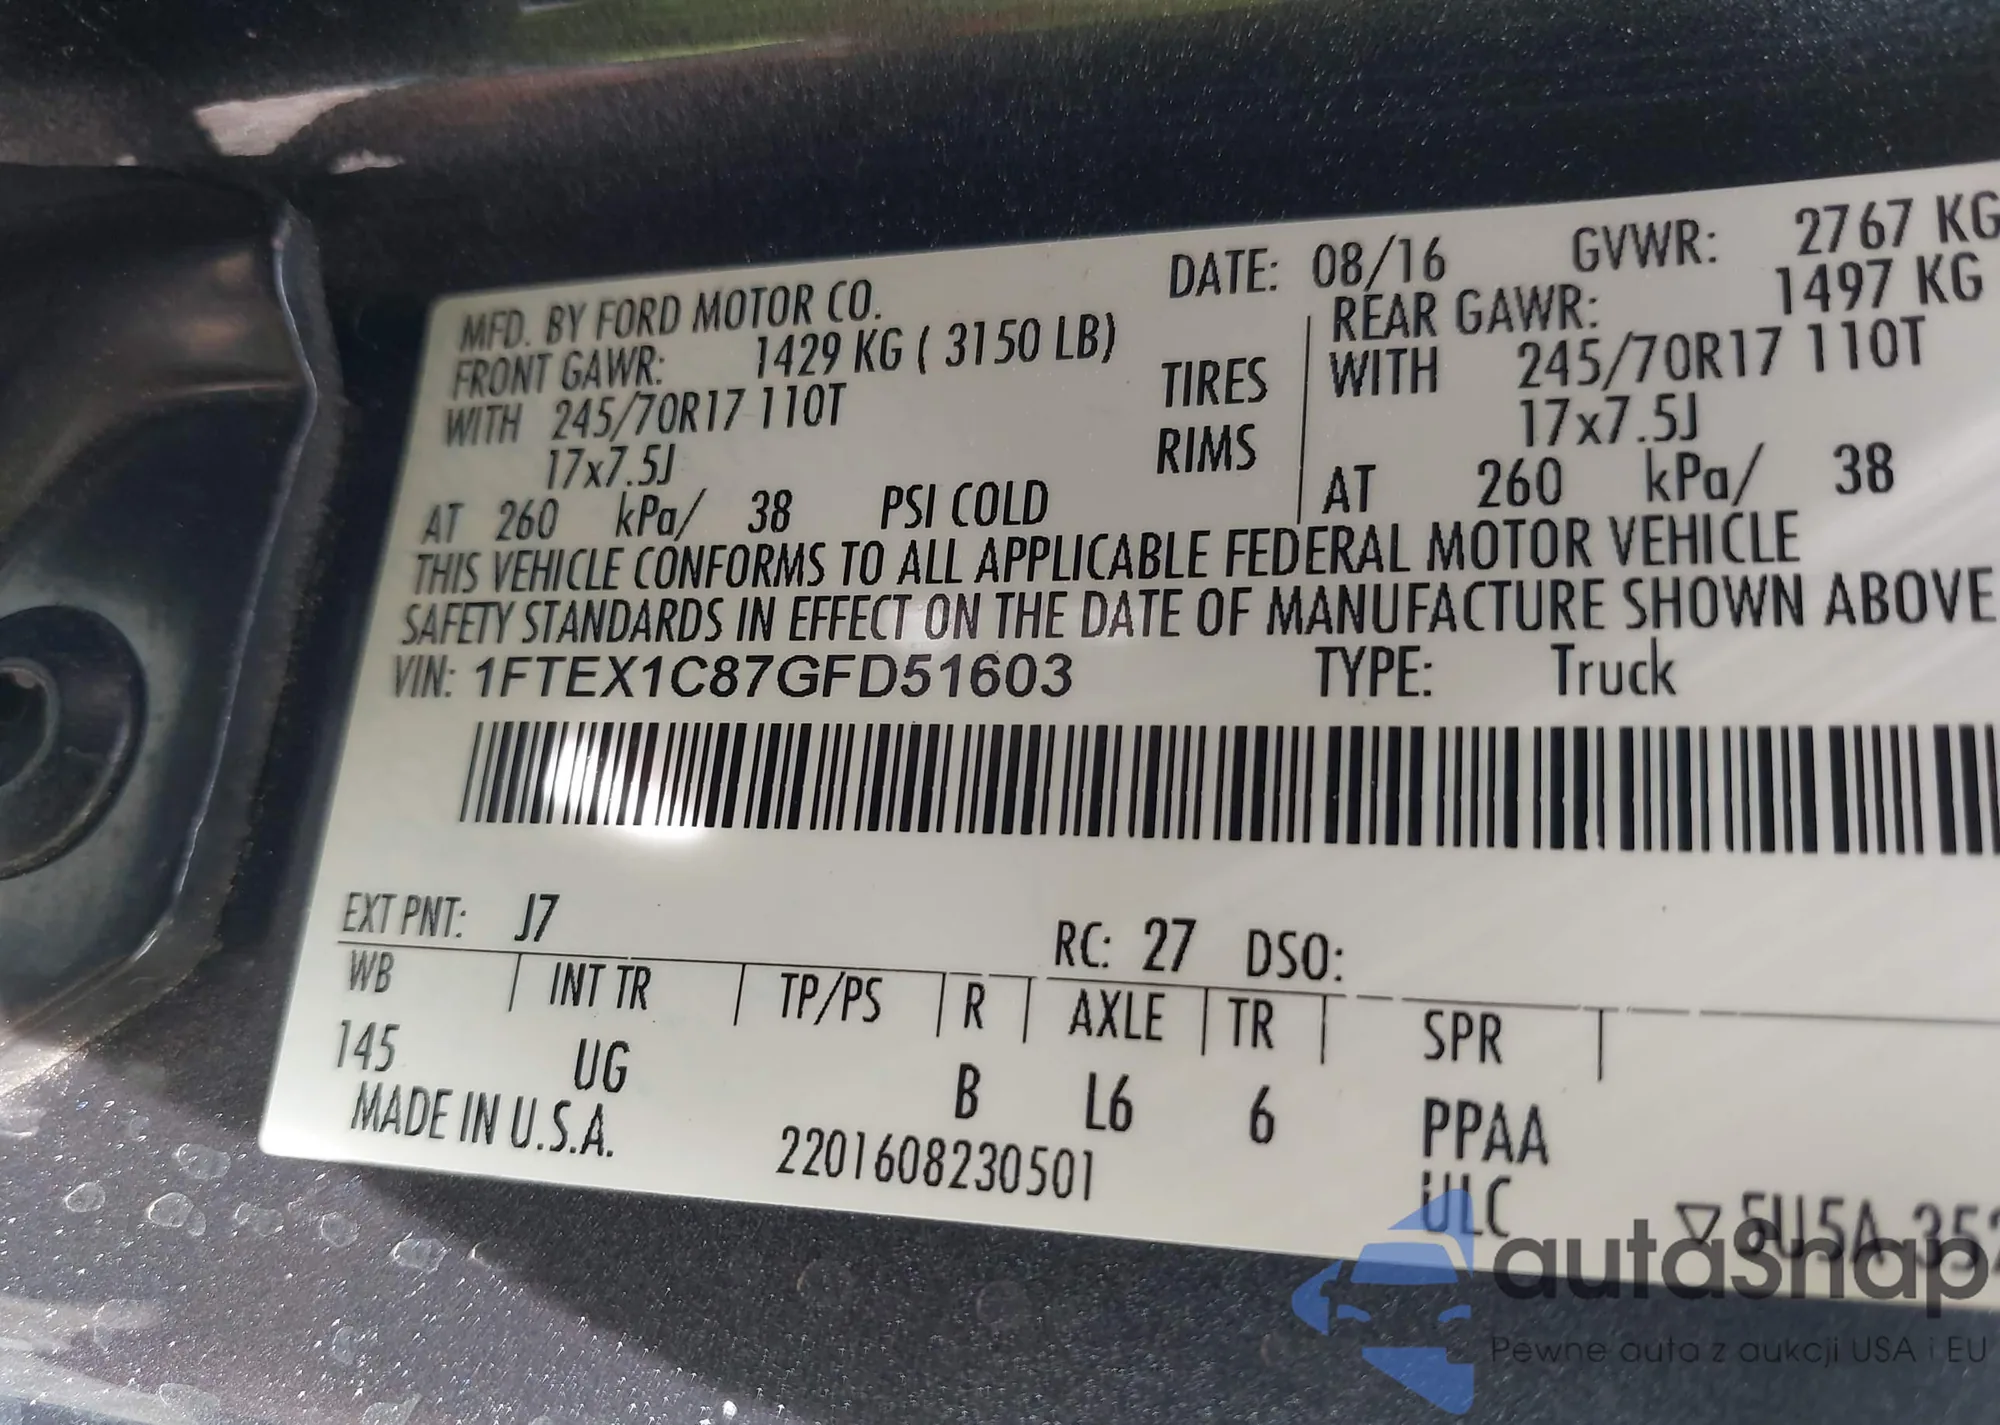 MFD. BY FORD MOTOR CO. DATE: 08/16 GVWR: 2767 KG
FRONT GAWR: 1429 KG ( 3150 LB) REAR GAWR: 1497 KG
WITH 245/70R17 110T TIRES WITH 245/70R17 110T
17x7.5J RIMS 17x7.5J
AT 260 kPa/ 38 PSI COLD AT 260 kPa/ 38
THIS VEHICLE CONFORMS TO ALL APPLICABLE FEDERAL MOTOR VEHICLE
SAFETY STANDARDS IN EFFECT ON THE DATE OF MANUFACTURE SHOWN ABOVE
VIN: 1FTEX1C87GFD51603 TYPE: Truck
EXT PNT: J7 RC: 27 DSO:
WB INT TR TP/PS R AXLE TR SPR
145 UG B L6 6 PPAA
MADE IN U.S.A. 2201608230501 ULC
▽ 5U5A 352
autoSnap
Pewne auta z aukcji USA i EU